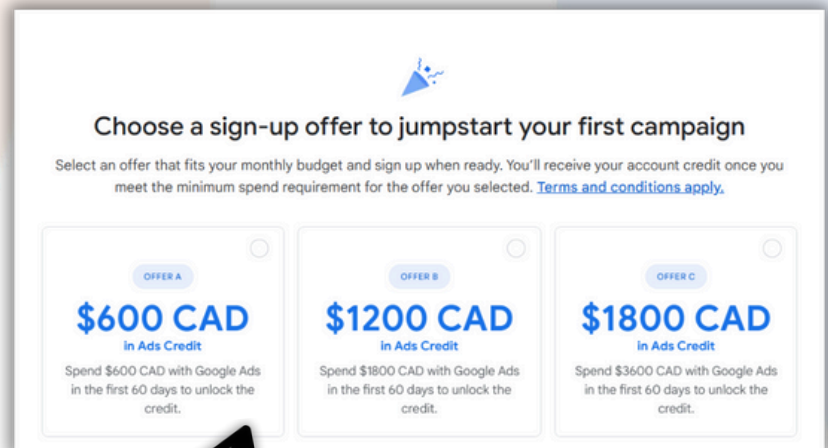 Choose a sign-up offer to jumpstart your first campaign
Select an offer that fits your monthly budget and sign up when ready. You'll receive your account credit once you
meet the minimum spend requirement for the offer you selected. Terms and conditions apply.
OFFER A
$600 CAD
in Ads Credit
Spend $600 CAD with Google Ads
in the first 60 days to unlock the
credit.
OFFER B
$1200 CAD
in Ads Credit
Spend $1800 CAD with Google Ads
in the first 60 days to unlock the
credit.
OFFER C
$1800 CAD
in Ads Credit
Spend $3600 CAD with Google Ads
in the first 60 days to unlock the
credit.